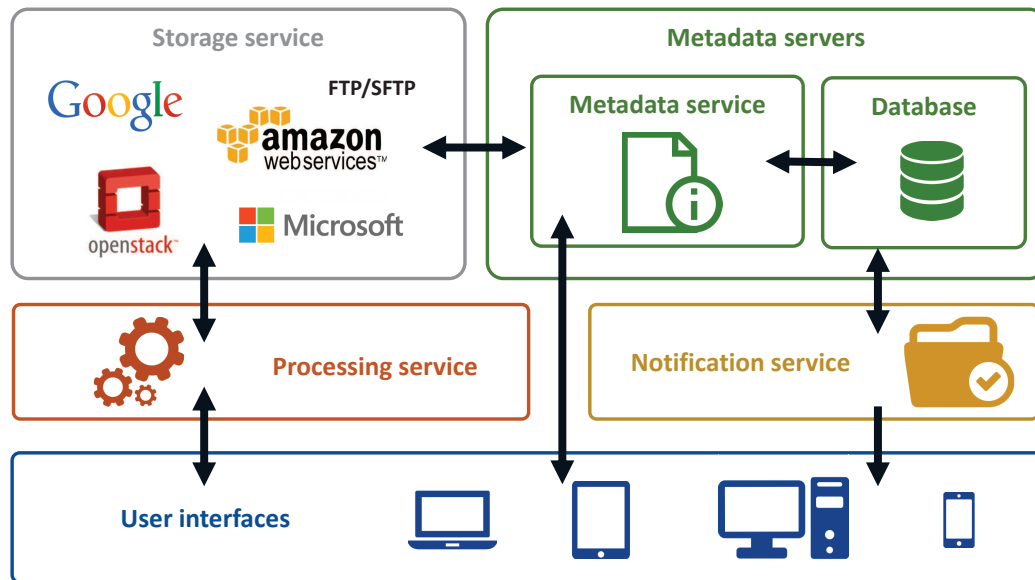 Storage service
Google
FTP/SFTP
amazon
webservices™
openstack™
Microsoft
Metadata servers
Metadata service
Database
i
Processing service
Notification service
User interfaces